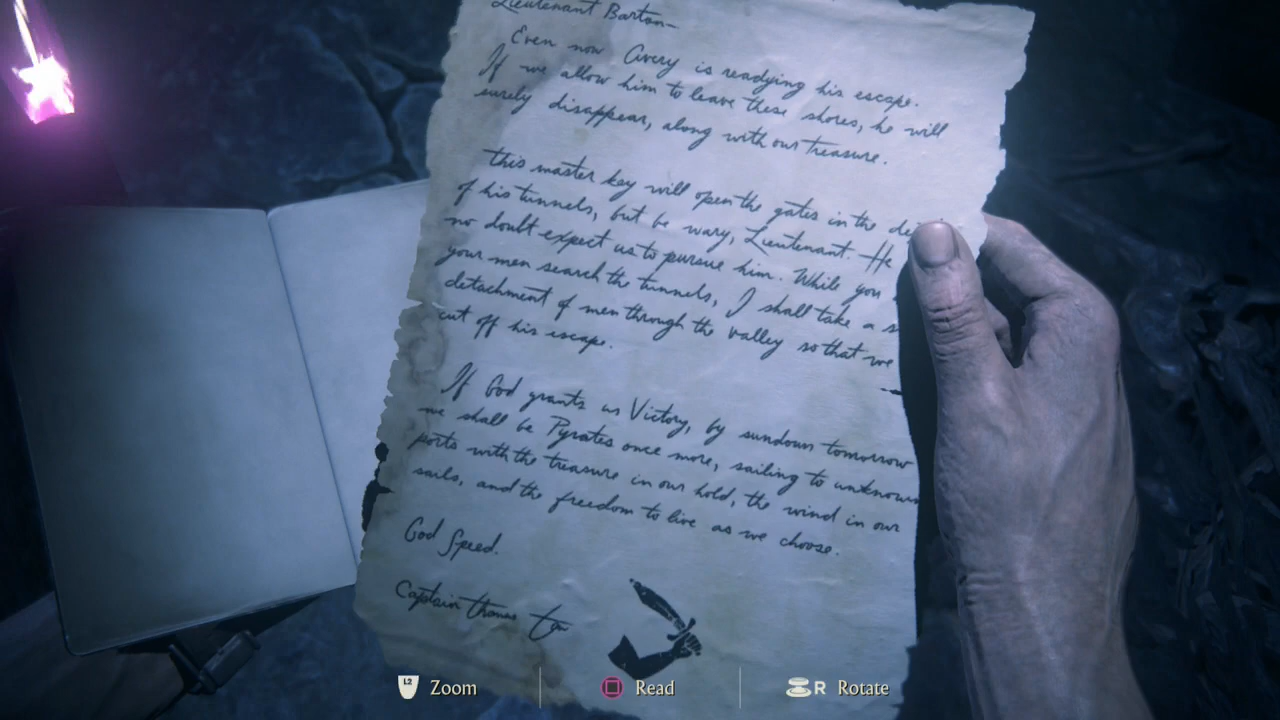 Lieutenant Barton-
Even now Avery is readying his escape.
If we allow him to leave these shores, he will
surely disappear, along with our treasure.
this master key will open the gates in the
of his tunnels, but be wary, Lieutenant. He
no doubt expect us to pursue him. While you
your men search the tunnels, I shall take a
detachment of men through the valley so that we
cut off his escape.
If God grants us Victory, by sundown tomorrow
we shall be Pyrates once more, sailing to unknown
ports with the treasure in our hold, the wind in our
sails, and the freedom to live as we choose.
God Speed.
Captain thomas Tew
L2 Zoom
Read
R Rotate